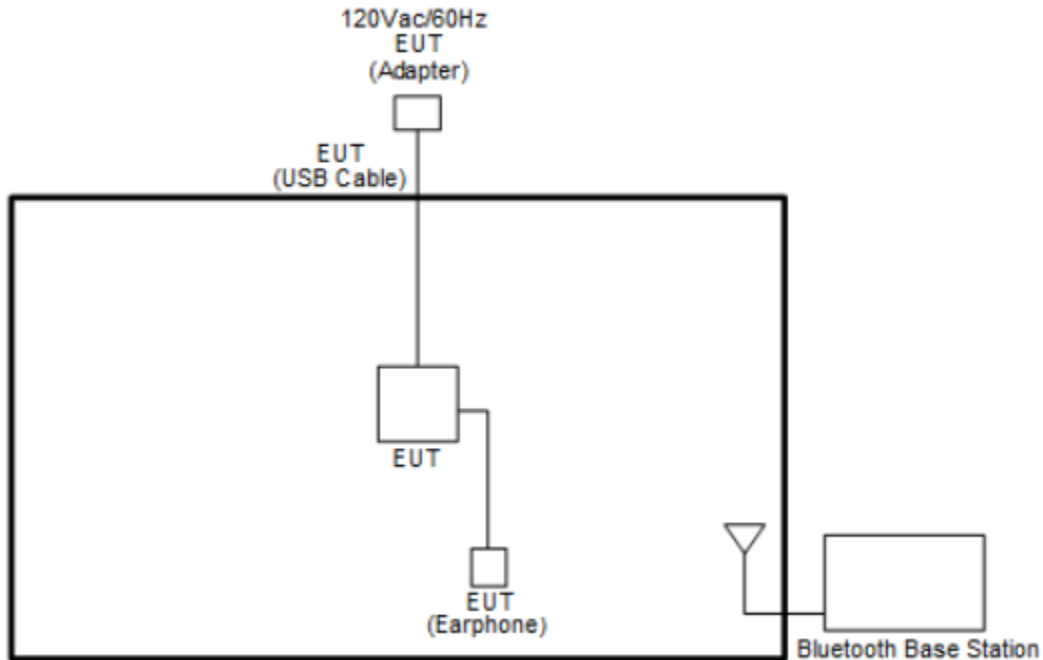 120Vac/60Hz
EUT
(Adapter)
EUT
(USB Cable)
EUT
EUT
(Earphone)
Bluetooth Base Station